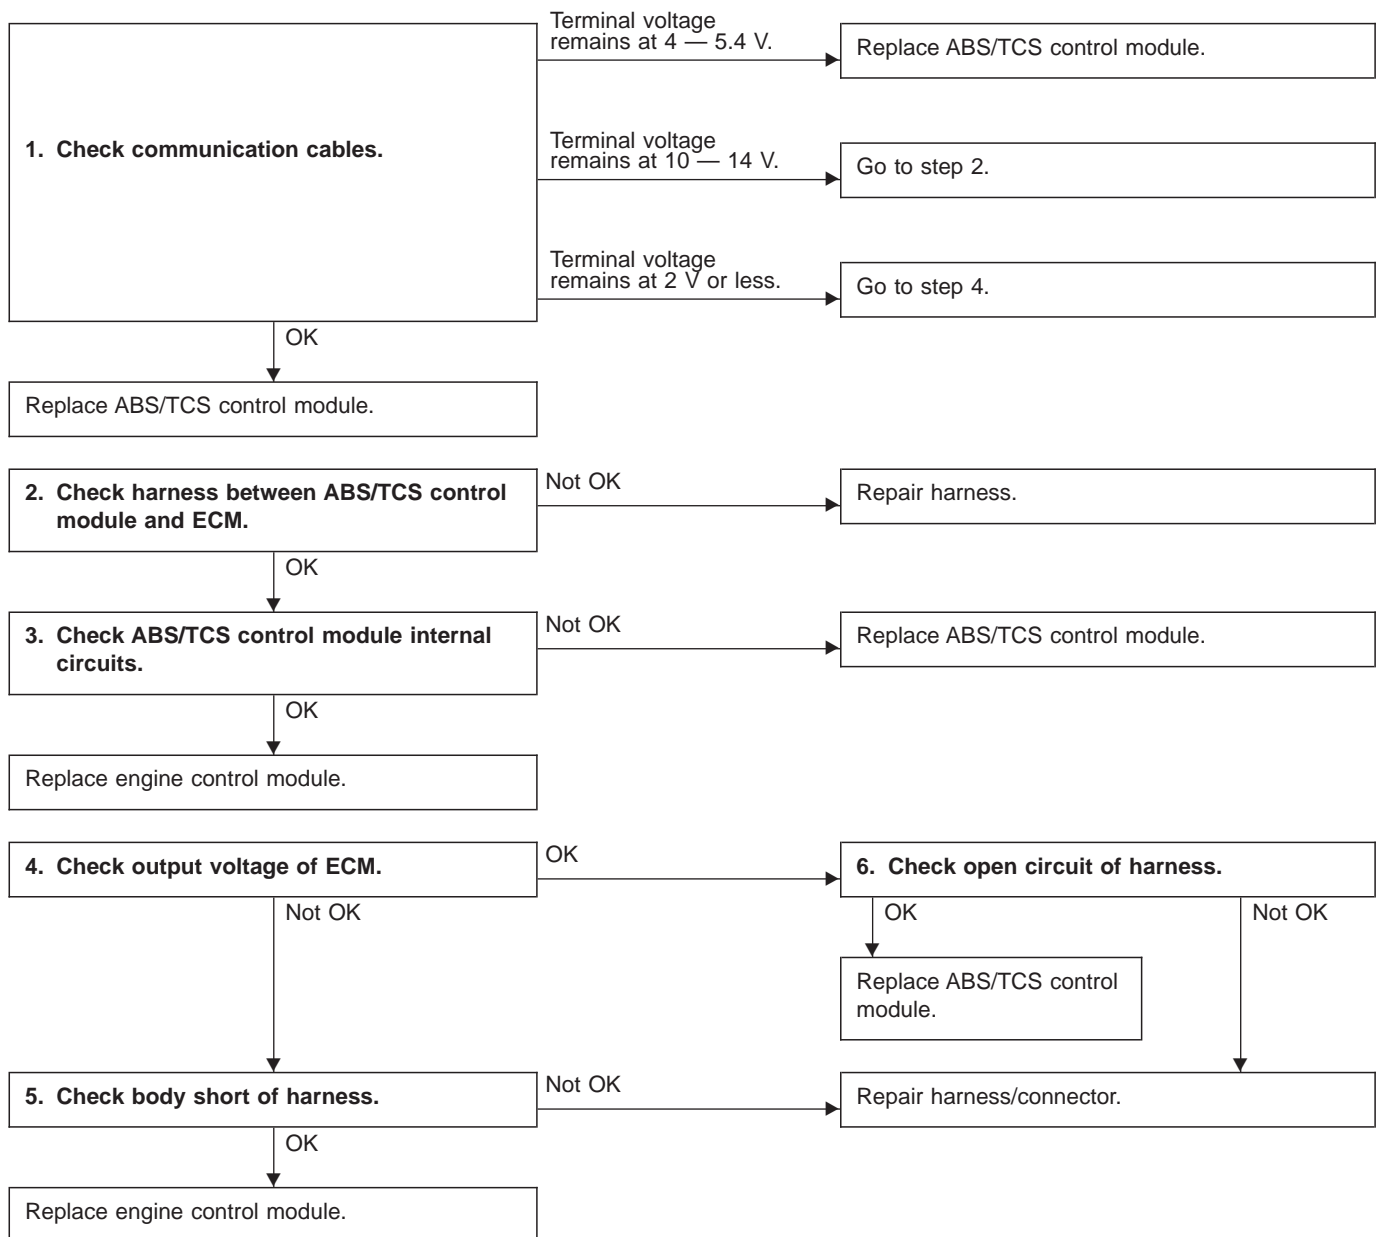 Terminal voltage
remains at 4 — 5.4 V.
Replace ABS/TCS control module.
1. Check communication cables.
Terminal voltage
remains at 10 — 14 V.
Go to step 2.
Terminal voltage
remains at 2 V or less.
Go to step 4.
OK
Replace ABS/TCS control module.
2. Check harness between ABS/TCS control
module and ECM.
Not OK
Repair harness.
OK
3. Check ABS/TCS control module internal
circuits.
Not OK
Replace ABS/TCS control module.
OK
Replace engine control module.
4. Check output voltage of ECM.
OK
6. Check open circuit of harness.
Not OK
OK
Not OK
Replace ABS/TCS control
module.
5. Check body short of harness.
Not OK
Repair harness/connector.
OK
Replace engine control module.